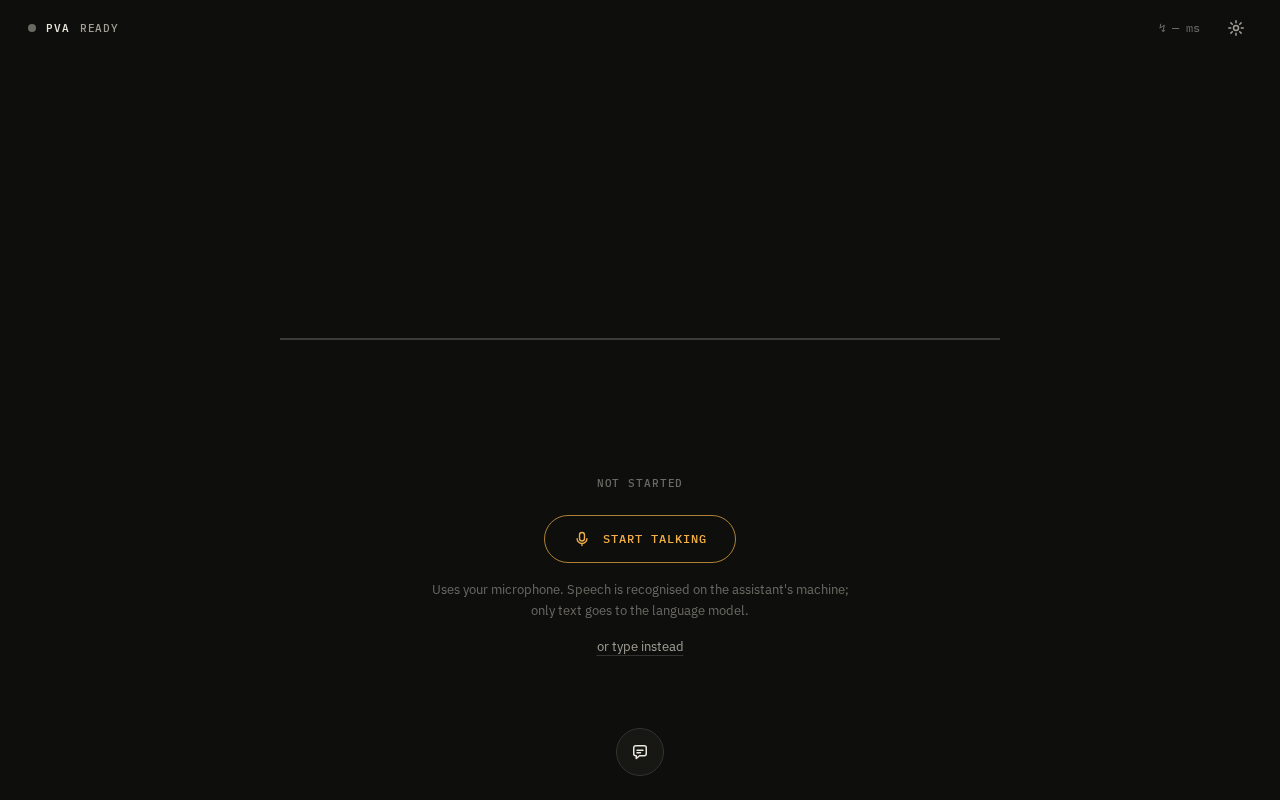 PVA READY
↯ — ms
NOT STARTED
START TALKING
Uses your microphone. Speech is recognised on the assistant's machine;
only text goes to the language model.
or type instead